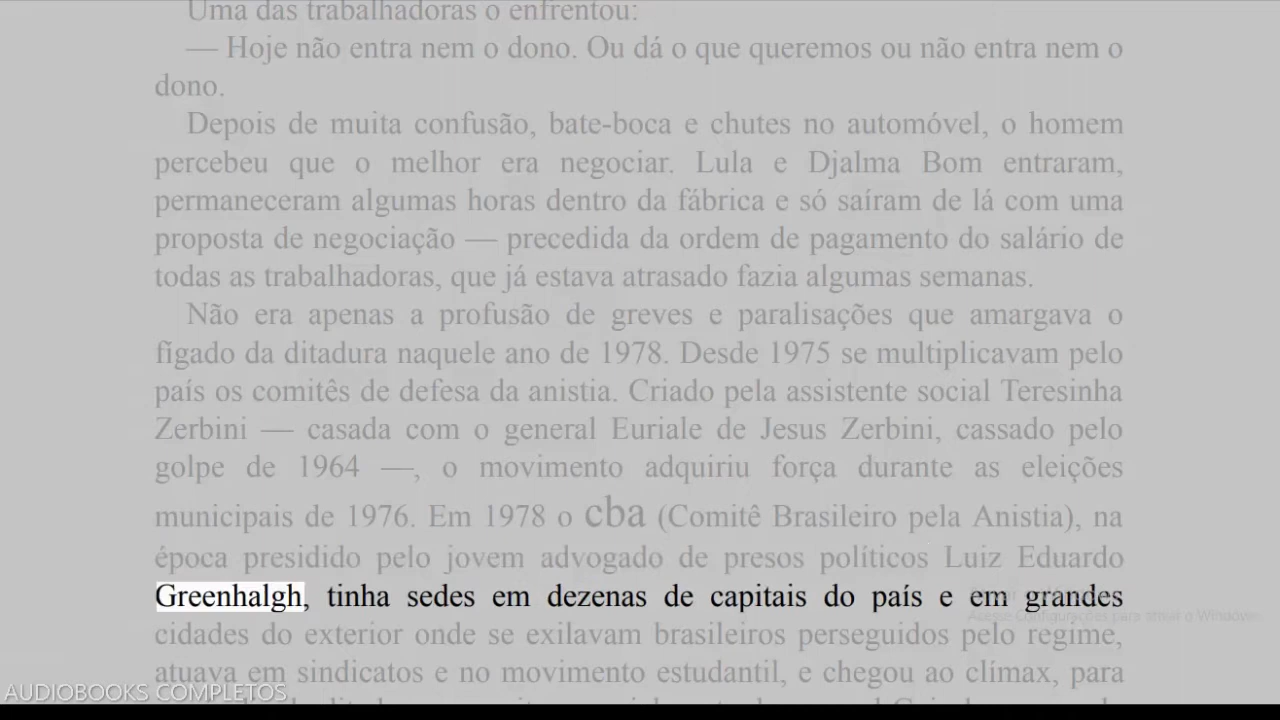 Uma das trabalhadoras o enfrentou:
— Hoje não entra nem o dono. Ou dá o que queremos ou não entra nem o
dono.
Depois de muita confusão, bate-boca e chutes no automóvel, o homem
percebeu que o melhor era negociar. Lula e Djalma Bom entraram,
permaneceram algumas horas dentro da fábrica e só saíram de lá com uma
proposta de negociação — precedida da ordem de pagamento do salário de
todas as trabalhadoras, que já estava atrasado fazia algumas semanas.
Não era apenas a profusão de greves e paralisações que amargava o
fígado da ditadura naquele ano de 1978. Desde 1975 se multiplicavam pelo
país os comitês de defesa da anistia. Criado pela assistente social Teresinha
Zerbini — casada com o general Euriale de Jesus Zerbini, cassado pelo
golpe de 1964 —, o movimento adquiriu força durante as eleições
municipais de 1976. Em 1978 o cba (Comitê Brasileiro pela Anistia), na
época presidido pelo jovem advogado de presos políticos Luiz Eduardo
Greenhalgh, tinha sedes em dezenas de capitais do país e em grandes
cidades do exterior onde se exilavam brasileiros perseguidos pelo regime,
Acesse Configurações para ativar o Windows.
atuava em sindicatos e no movimento estudantil, e chegou ao clímax, para
AUDIOBOOKS COMPLETOS